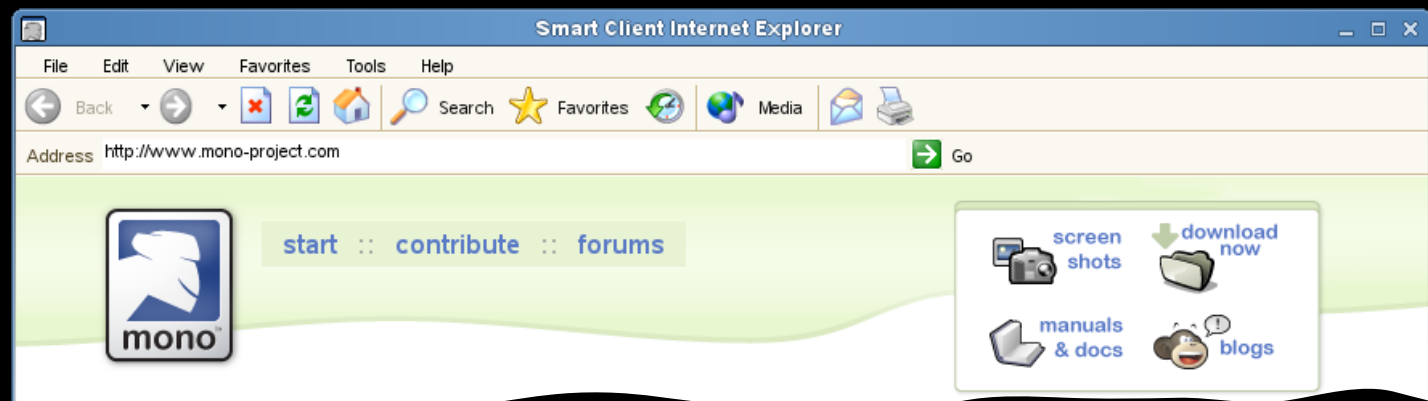 Smart Client Internet Explorer
File Edit View Favorites Tools Help
Back Search Favorites Media
Address http://www.mono-project.com Go
start :: contribute :: forums
screen shots
download now
mono
manuals & docs
! blogs